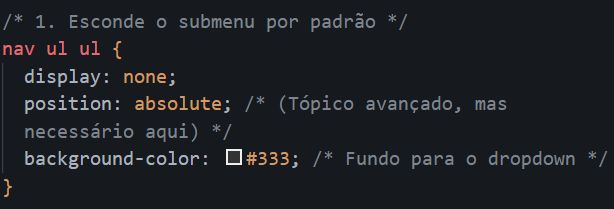 /* 1. Esconde o submenu por padrão */
nav ul ul {
  display: none;
  position: absolute; /* (Tópico avançado, mas
  necessário aqui) */
  background-color: #333; /* Fundo para o dropdown */
}